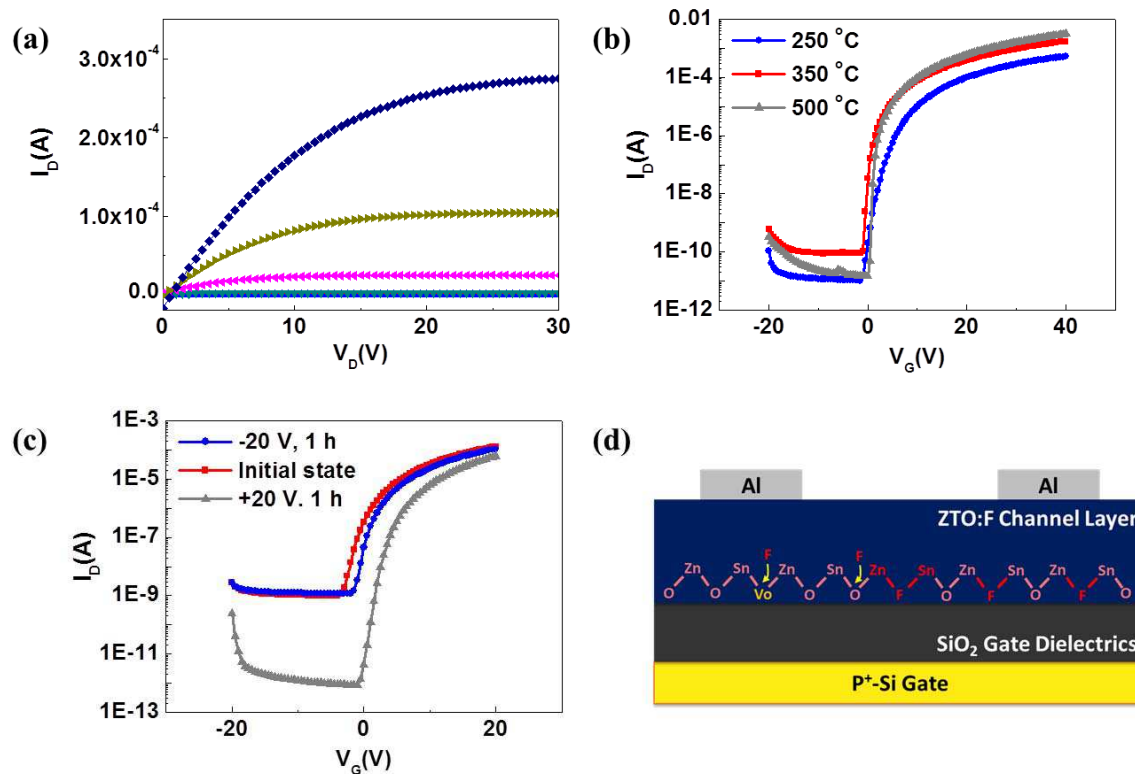 (a)
3.0x10⁻⁴
2.0x10⁻⁴
1.0x10⁻⁴
0.0
I_D(A)
0 10 20 30
V_D(V)
(b)
250 °C
350 °C
500 °C
0.01
1E-4
1E-6
1E-8
1E-10
1E-12
I_D(A)
-20 0 20 40
V_G(V)
(c)
-20 V, 1 h
Initial state
+20 V. 1 h
1E-3
1E-5
1E-7
1E-9
1E-11
1E-13
I_D(A)
-20 0 20
V_G(V)
(d)
Al Al
ZTO:F Channel Layer
F F
Zn Sn Zn Sn Zn Sn Zn Sn Zn Sn
O O Vo O O F O F O F O
SiO₂ Gate Dielectrics
P⁺-Si Gate